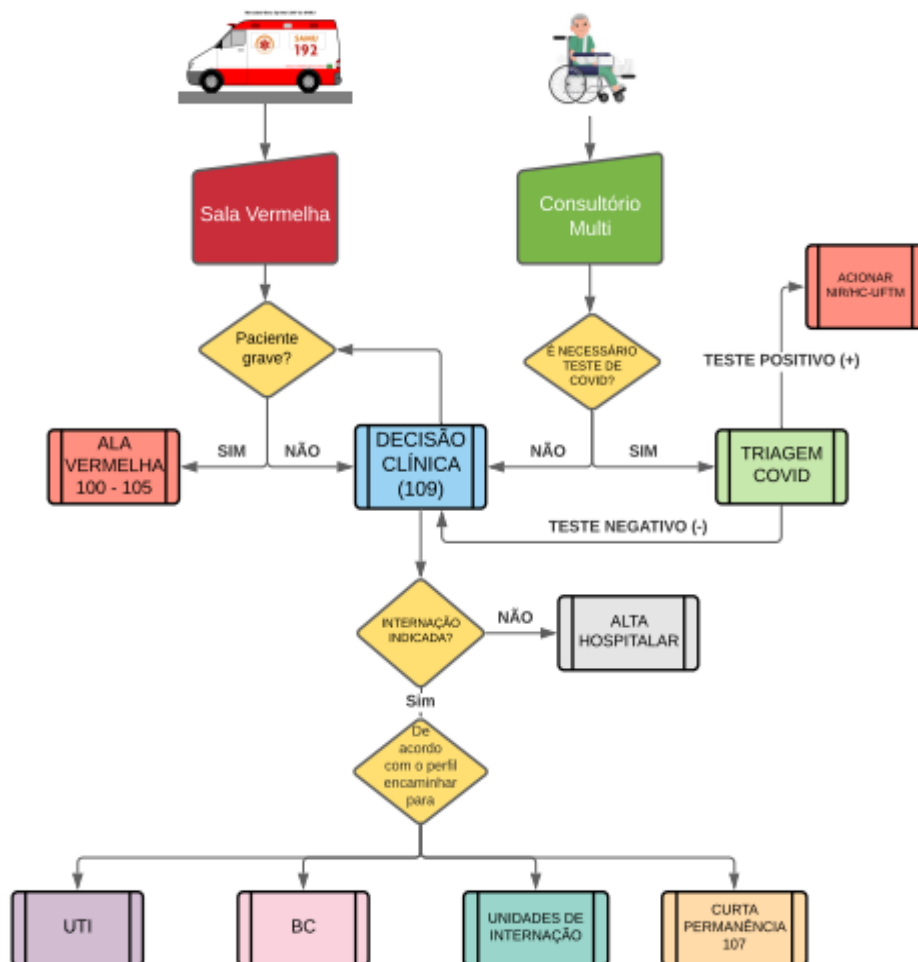 SAMU
192
Sala Vermelha
Consultório
Multi
ACIONAR
NIR/HC-UFTM
Paciente
grave?
É NECESSÁRIO
TESTE DE
COVID?
TESTE POSITIVO (+)
ALA
VERMELHA
100 - 105
SIM
NÃO
DECISÃO
CLÍNICA
(109)
NÃO
SIM
TRIAGEM
COVID
TESTE NEGATIVO (-)
INTERNAÇÃO
INDICADA?
NÃO
ALTA
HOSPITALAR
Sim
De
acordo
com o perfil
encaminhar
para
UTI
BC
UNIDADES DE
INTERNAÇÃO
CURTA
PERMANÊNCIA
107